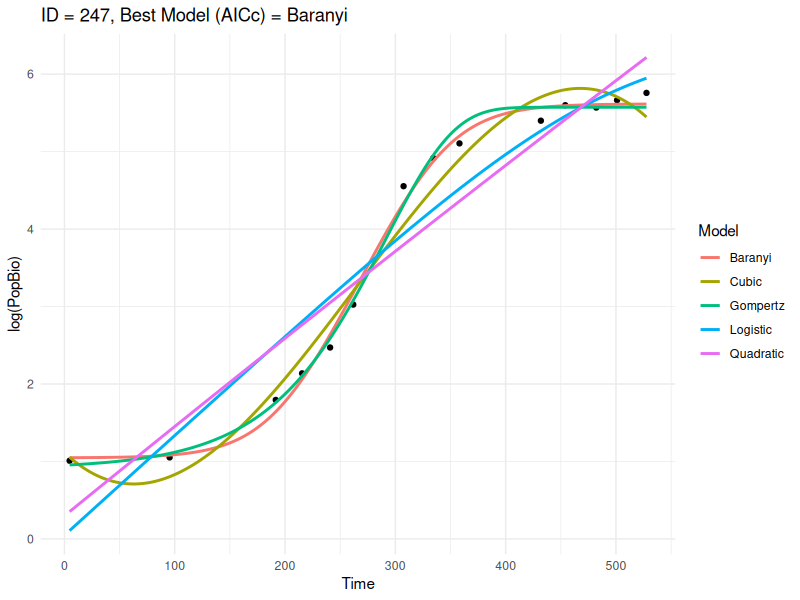 ID = 247, Best Model (AICc) = Baranyi
log(PopBio)
6
4
2
0
0 100 200 300 400 500
Time
Model
Baranyi
Cubic
Gompertz
Logistic
Quadratic